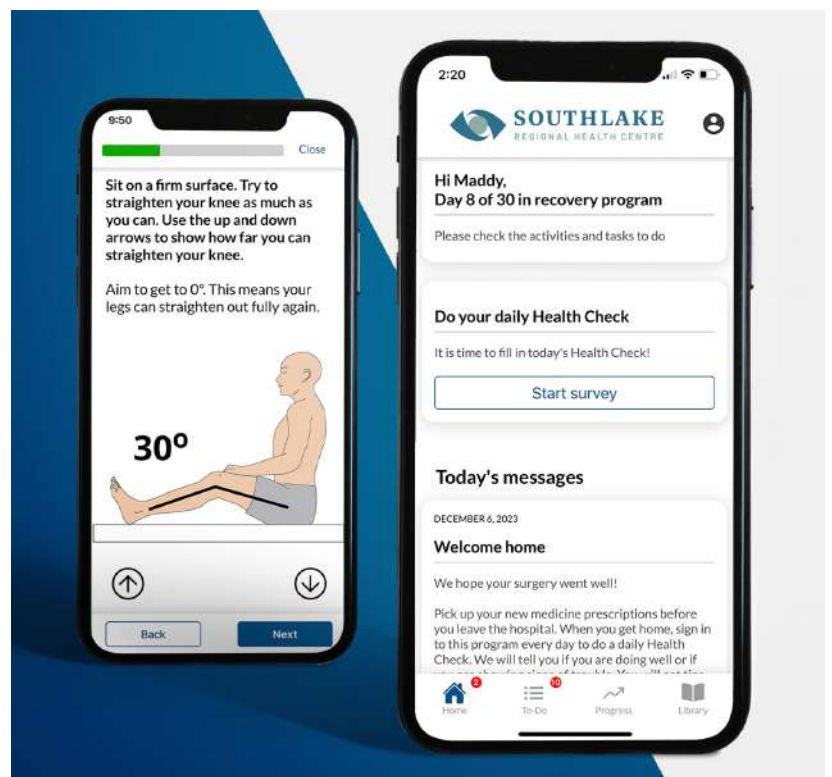 9:50
Close
Sit on a firm surface. Try to
straighten your knee as much as
you can. Use the up and down
arrows to show how far you can
straighten your knee.
Aim to get to 0º. This means your
legs can straighten out fully again.
30º
Back
Next
2:20
SOUTHLAKE
REGIONAL HEALTH CENTRE
Hi Maddy,
Day 8 of 30 in recovery program
Please check the activities and tasks to do
Do your daily Health Check
It is time to fill in today's Health Check!
Start survey
Today's messages
DECEMBER 6, 2023
Welcome home
We hope your surgery went well!
Pick up your new medicine prescriptions before
you leave the hospital. When you get home, sign in
to this program every day to do a daily Health
Check. We will tell you if you are doing well or if
2
10
Home
To-Do
Progress
Library